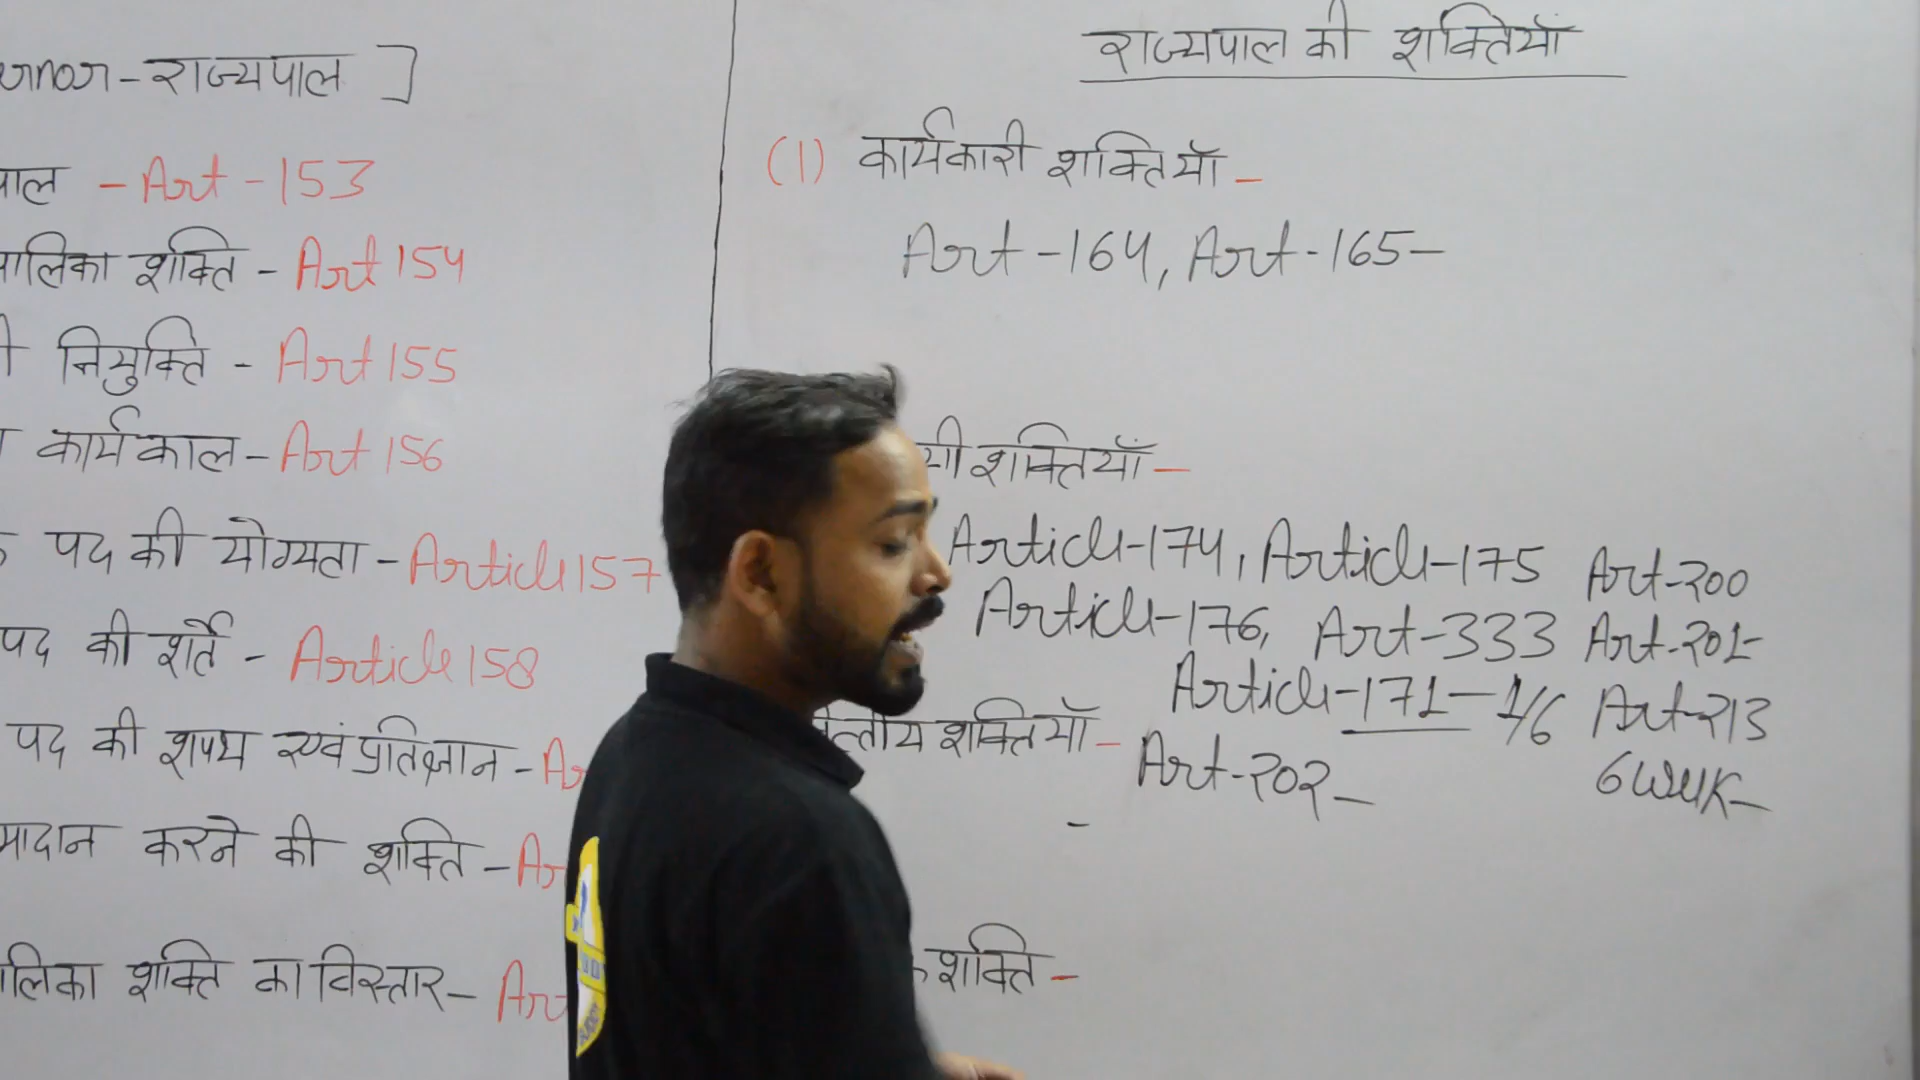 राज्यपाल ]
Art-153
शक्ति - Art 154
नियुक्ति - Art 155
कार्यकाल - Art 156
पद की योग्यता - Article 157
पद की शर्तें - Article 158
पद की शपथ एवं प्रतिज्ञान -
करने की शक्ति -
शक्ति का विस्तार -
राज्यपाल की शक्तियाँ
(1) कार्यकारी शक्तियाँ -
Art-164, Art-165-
शक्तियाँ -
Article-174, Article-175 Art-200
Article-176, Art-333 Art-201-
Article-171-1/6 Art-213
शक्तियाँ - Art-202- 6 week-
शक्ति -